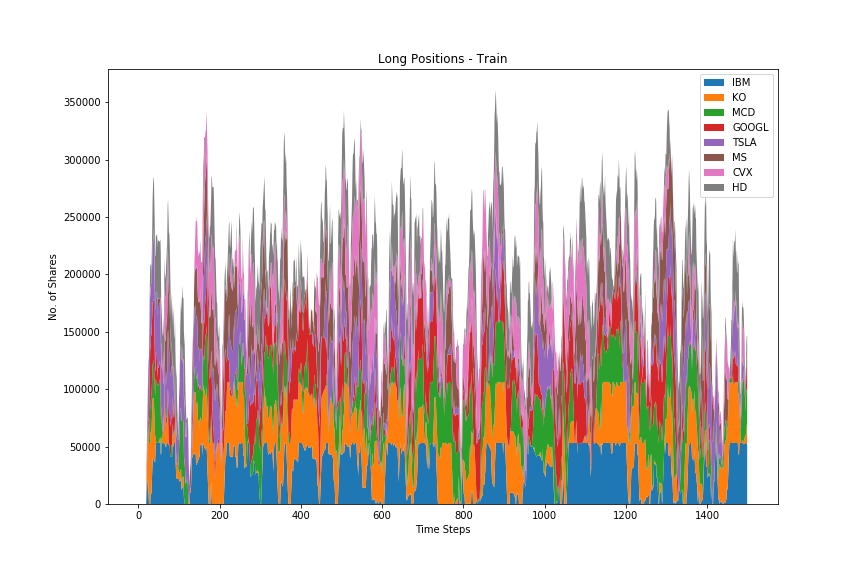 Long Positions - Train
IBM
KO
MCD
GOOGL
TSLA
MS
CVX
HD
No. of Shares
350000
300000
250000
200000
150000
100000
50000
0
0 200 400 600 800 1000 1200 1400
Time Steps